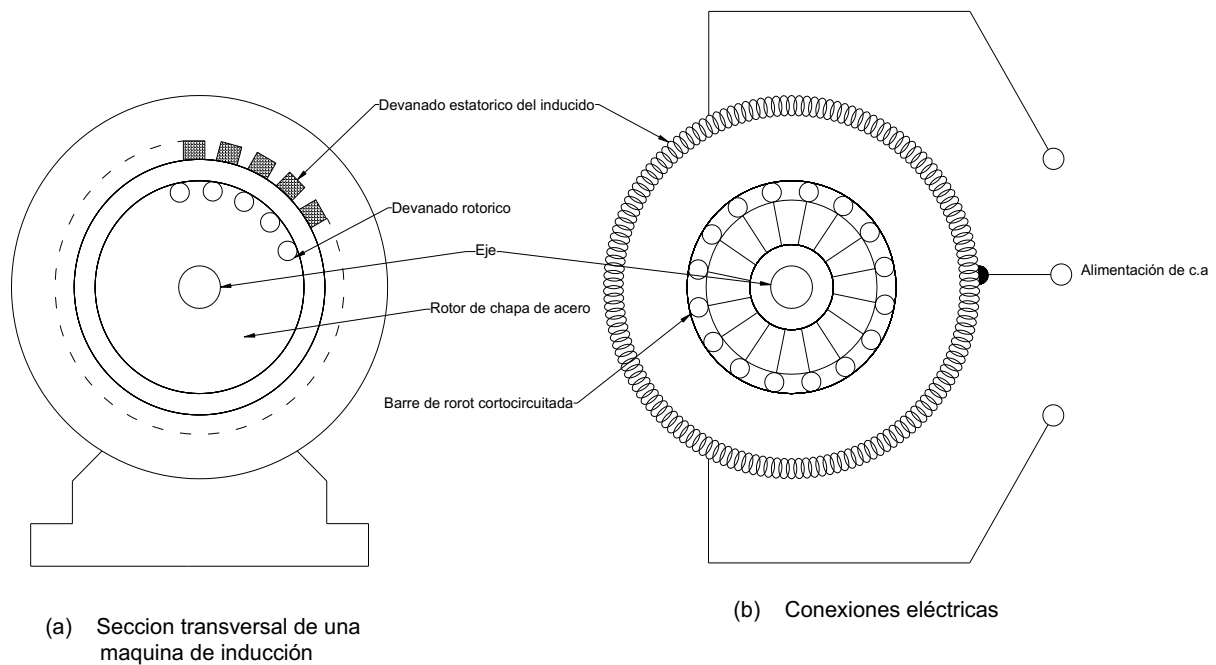 Devanado estatorico del inducido
Devanado rotorico
Eje
Rotor de chapa de acero
Alimentación de c.a
Barre de rorot cortocircuitada
(a) Seccion transversal de una
maquina de inducción
(b) Conexiones eléctricas